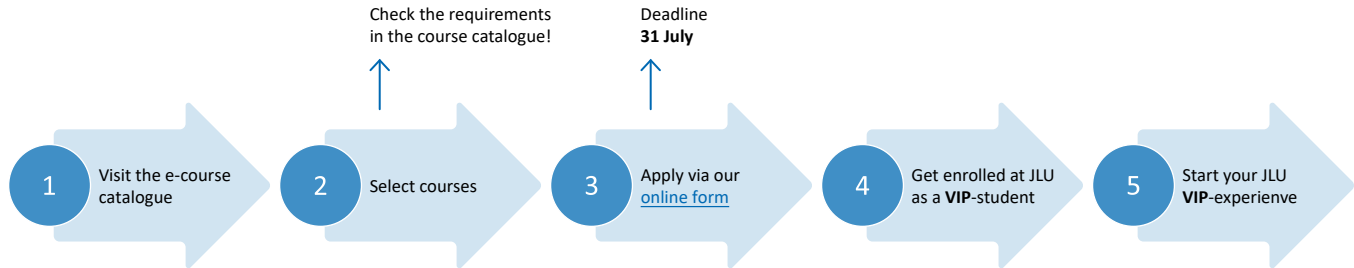 Check the requirements
in the course catalogue!
Deadline
31 July
1
Visit the e-course
catalogue
2
Select courses
3
Apply via our
online form
4
Get enrolled at JLU
as a VIP-student
5
Start your JLU
VIP-experienve